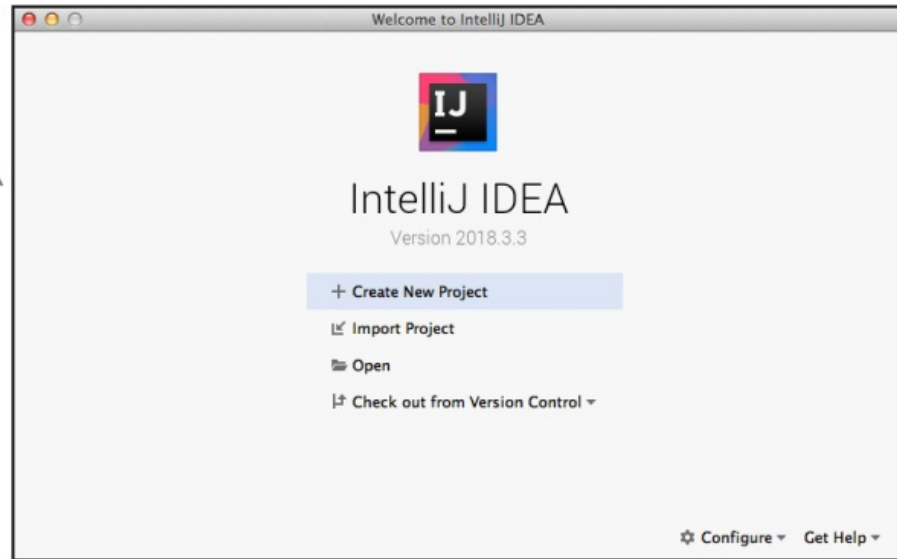 Welcome to IntelliJ IDEA
IJ
IntelliJ IDEA
Version 2018.3.3
Create New Project
Import Project
Open
Check out from Version Control
Configure Get Help